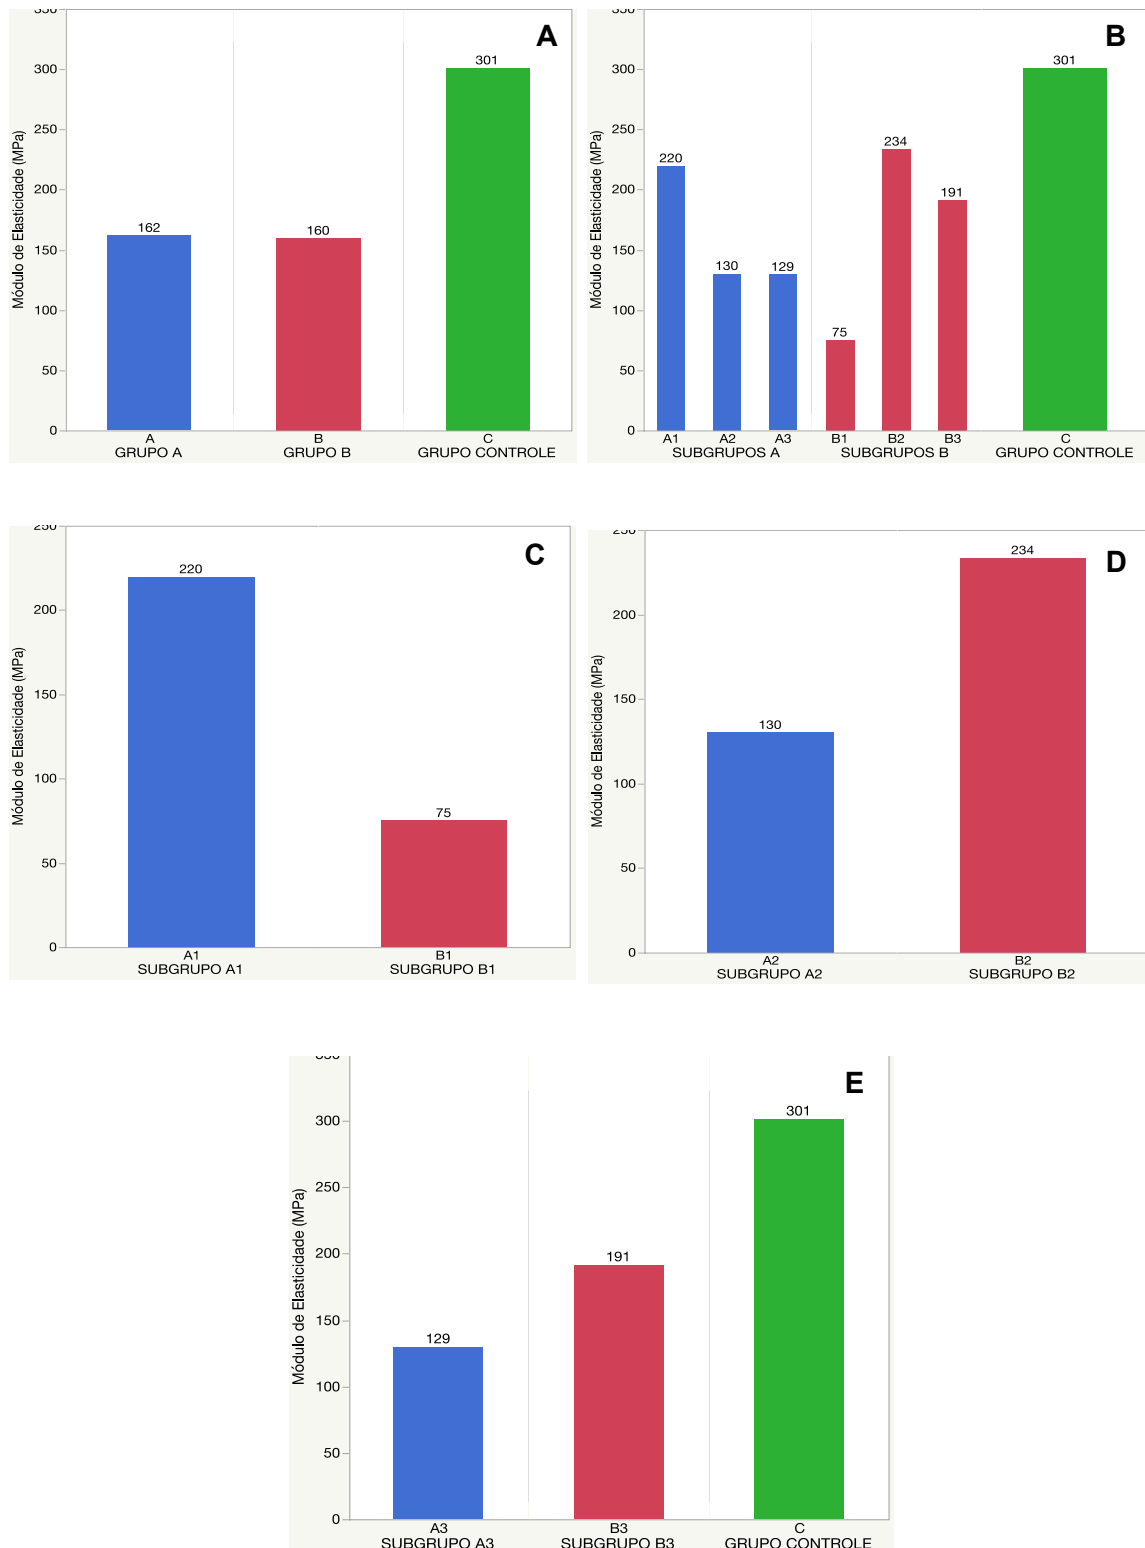 A
350
300
250
200
150
100
50
0
Módulo de Elasticidade (MPa)
162
160
301
A B C
GRUPO A GRUPO B GRUPO CONTROLE
B
350
300
250
200
150
100
50
0
Módulo de Elasticidade (MPa)
220
130
129
75
234
191
301
A1 A2 A3 B1 B2 B3 C
SUBGRUPOS A SUBGRUPOS B GRUPO CONTROLE
C
250
200
150
100
50
0
Módulo de Elasticidade (MPa)
220
75
A1 B1
SUBGRUPO A1 SUBGRUPO B1
D
250
200
150
100
50
0
Módulo de Elasticidade (MPa)
130
234
A2 B2
SUBGRUPO A2 SUBGRUPO B2
E
350
300
250
200
150
100
50
0
Módulo de Elasticidade (MPa)
129
191
301
A3 B3 C
SUBGRUPO A3 SUBGRUPO B3 GRUPO CONTROLE